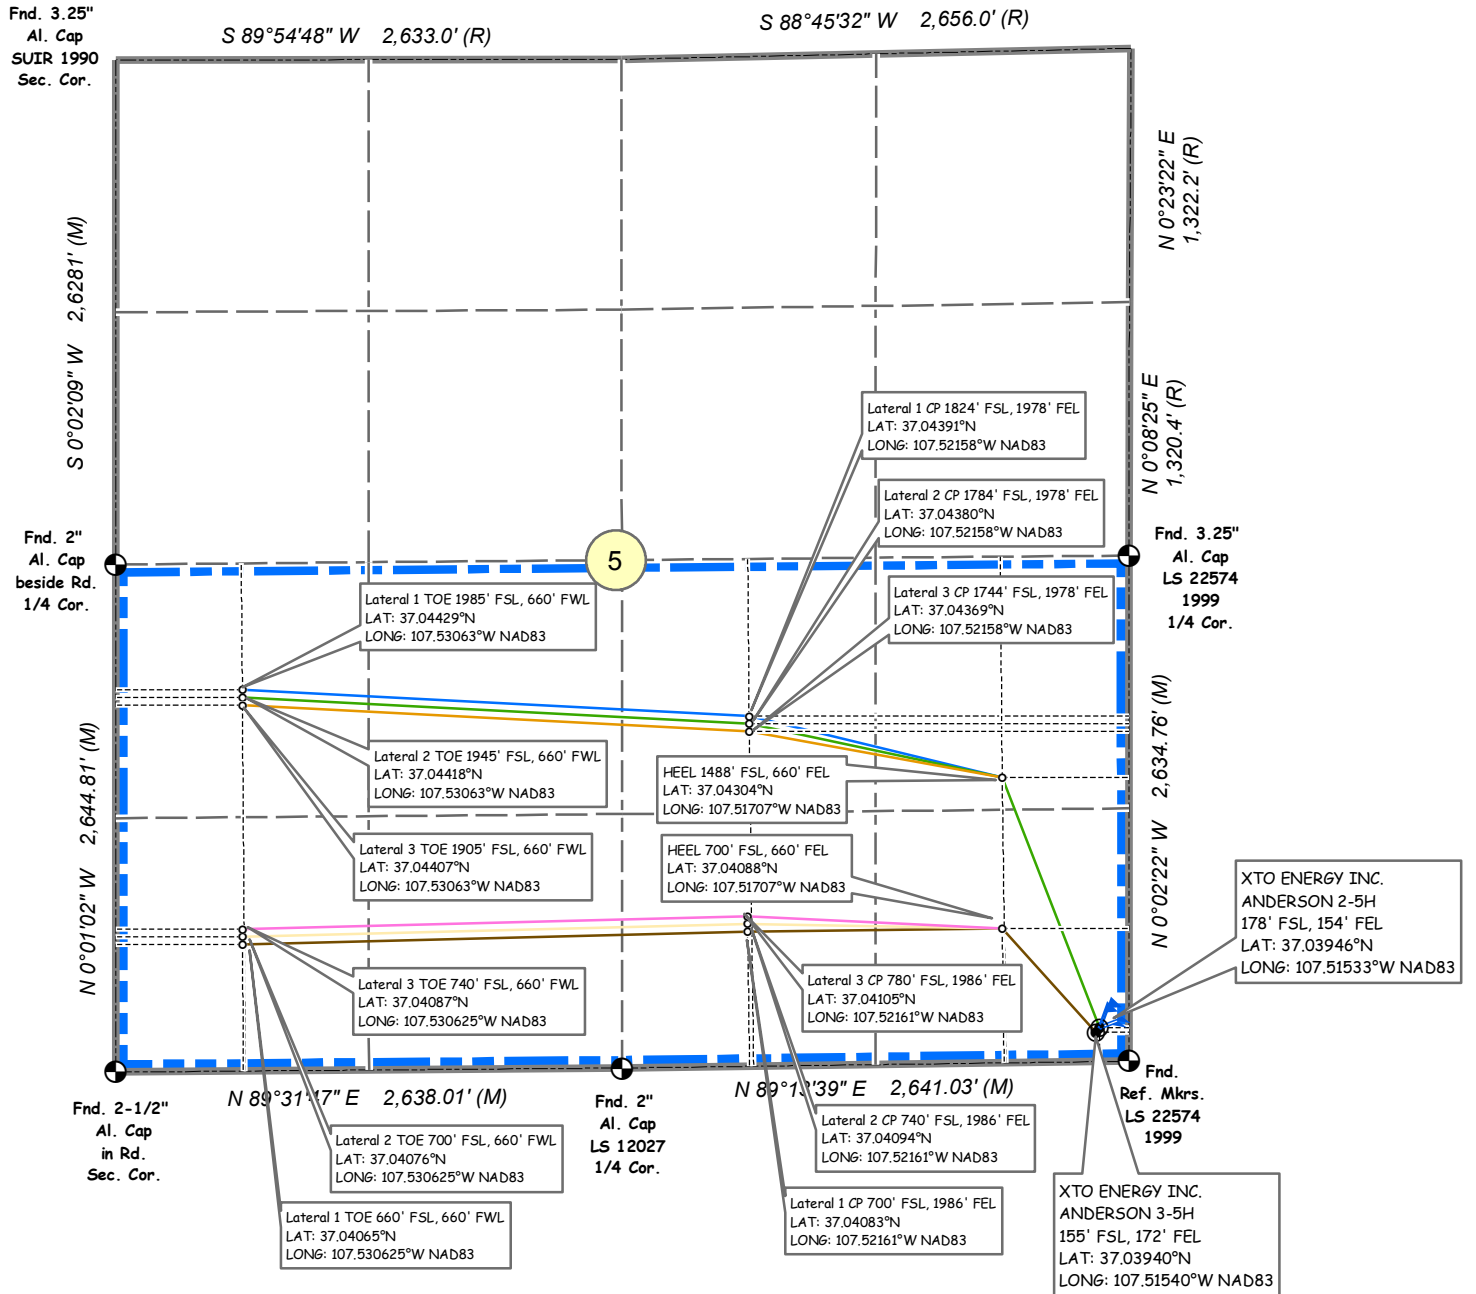 Fnd. 3.25"
Al. Cap
SUIR 1990
Sec. Cor.
S 89°54'48" W 2,633.0' (R)
S 88°45'32" W 2,656.0' (R)
N 0°23'22" E
1,322.2' (R)
S 0°02'09" W 2,6281' (M)
N 0°08'25" E
1,320.4' (R)
Lateral 1 CP 1824' FSL, 1978' FEL
LAT: 37.04391°N
LONG: 107.52158°W NAD83
Lateral 2 CP 1784' FSL, 1978' FEL
LAT: 37.04380°N
LONG: 107.52158°W NAD83
Fnd. 2"
Al. Cap
beside Rd.
1/4 Cor.
5
Fnd. 3.25"
Al. Cap
LS 22574
1999
1/4 Cor.
Lateral 1 TOE 1985' FSL, 660' FWL
LAT: 37.04429°N
LONG: 107.53063°W NAD83
Lateral 3 CP 1744' FSL, 1978' FEL
LAT: 37.04369°N
LONG: 107.52158°W NAD83
Lateral 2 TOE 1945' FSL, 660' FWL
LAT: 37.04418°N
LONG: 107.53063°W NAD83
HEEL 1488' FSL, 660' FEL
LAT: 37.04304°N
LONG: 107.51707°W NAD83
N 0°01'02" W 2,644.81' (M)
N 0°02'22" W 2,634.76' (M)
Lateral 3 TOE 1905' FSL, 660' FWL
LAT: 37.04407°N
LONG: 107.53063°W NAD83
HEEL 700' FSL, 660' FEL
LAT: 37.04088°N
LONG: 107.51707°W NAD83
XTO ENERGY INC.
ANDERSON 2-5H
178' FSL, 154' FEL
LAT: 37.03946°N
LONG: 107.51533°W NAD83
Lateral 3 TOE 740' FSL, 660' FWL
LAT: 37.04087°N
LONG: 107.530625°W NAD83
Lateral 3 CP 780' FSL, 1986' FEL
LAT: 37.04105°N
LONG: 107.52161°W NAD83
Fnd. 2-1/2"
Al. Cap
in Rd.
Sec. Cor.
N 89°31'47" E 2,638.01' (M)
Fnd. 2"
Al. Cap
LS 12027
1/4 Cor.
N 89°13'39" E 2,641.03' (M)
Fnd.
Ref. Mkrs.
LS 22574
1999
Lateral 2 TOE 700' FSL, 660' FWL
LAT: 37.04076°N
LONG: 107.530625°W NAD83
Lateral 2 CP 740' FSL, 1986' FEL
LAT: 37.04094°N
LONG: 107.52161°W NAD83
Lateral 1 TOE 660' FSL, 660' FWL
LAT: 37.04065°N
LONG: 107.530625°W NAD83
Lateral 1 CP 700' FSL, 1986' FEL
LAT: 37.04083°N
LONG: 107.52161°W NAD83
XTO ENERGY INC.
ANDERSON 3-5H
155' FSL, 172' FEL
LAT: 37.03940°N
LONG: 107.51540°W NAD83